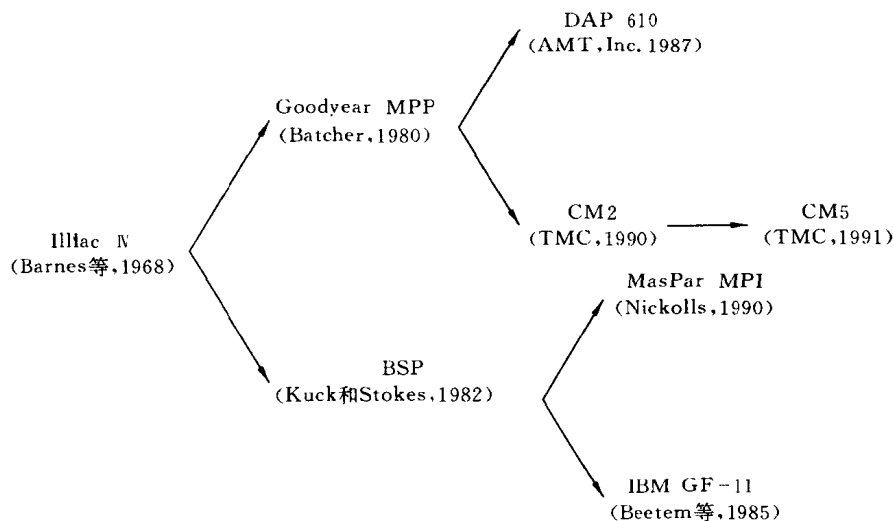 DAP 610
(AMT,Inc. 1987)
Goodyear MPP
(Batcher,1980)
CM2
(TMC,1990)
CM5
(TMC,1991)
Illiac Ⅳ
(Barnes等,1968)
MasPar MPI
(Nickolls,1990)
BSP
(Kuck和Stokes,1982)
IBM GF-11
(Beetem等,1985)